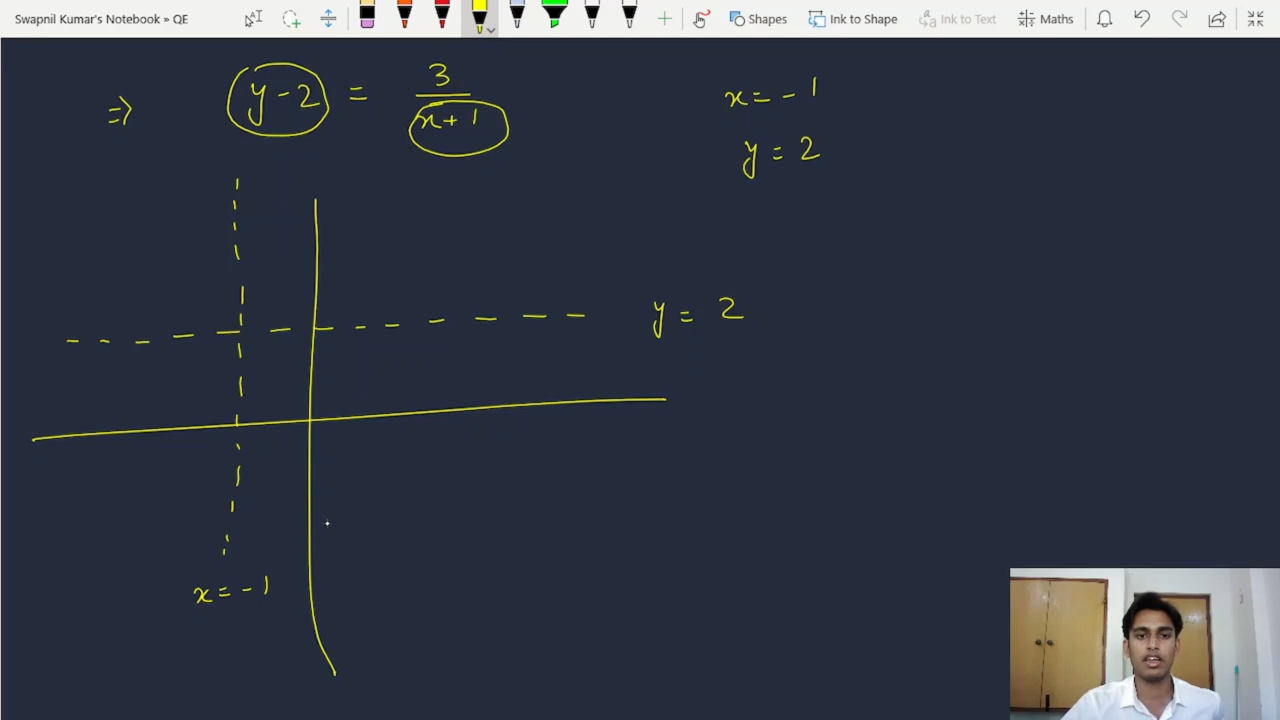 Swapnil Kumar's Notebook » QE
Shapes
Ink to Shape
Ink to Text
Maths
⇒ y-2 = 3/(x+1)
x = -1
y = 2
y = 2
x = -1